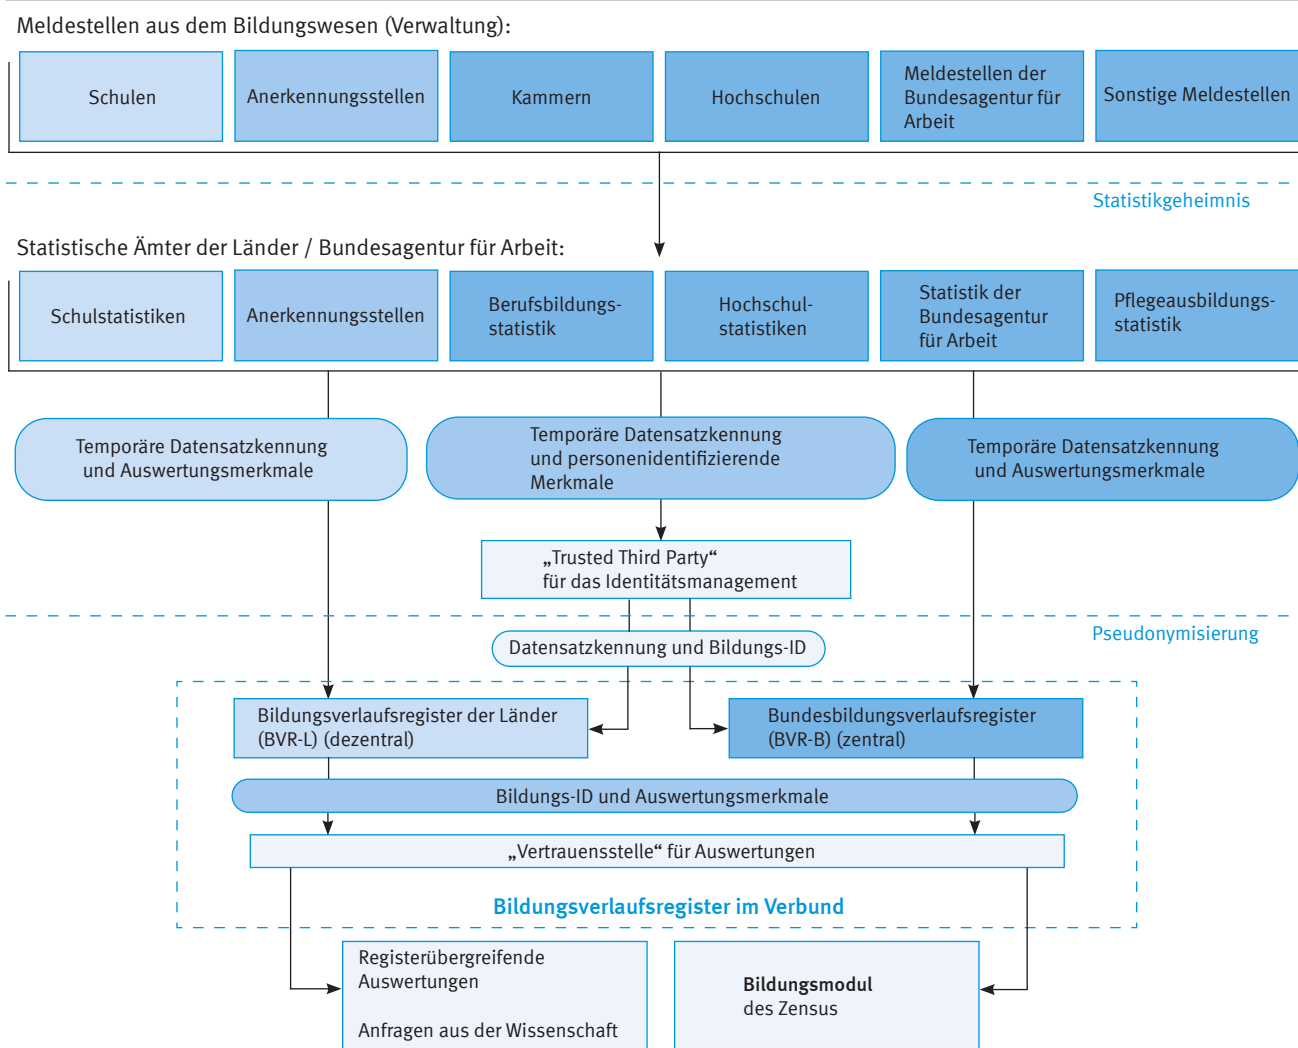 Meldestellen aus dem Bildungswesen (Verwaltung):
Schulen
Anerkennungsstellen
Kammern
Hochschulen
Meldestellen der
Bundesagentur für
Arbeit
Sonstige Meldestellen
Statistikgeheimnis
Statistische Ämter der Länder / Bundesagentur für Arbeit:
Schulstatistiken
Anerkennungsstellen
Berufsbildungs-
statistik
Hochschul-
statistiken
Statistik der
Bundesagentur
für Arbeit
Pflegeausbildungs-
statistik
Temporäre Datensatzkennung
und Auswertungsmerkmale
Temporäre Datensatzkennung
und personenidentifizierende
Merkmale
Temporäre Datensatzkennung
und Auswertungsmerkmale
„Trusted Third Party“
für das Identitätsmanagement
Pseudonymisierung
Datensatzkennung und Bildungs-ID
Bildungsverlaufsregister der Länder
(BVR-L) (dezentral)
Bundesbildungsverlaufsregister
(BVR-B) (zentral)
Bildungs-ID und Auswertungsmerkmale
„Vertrauensstelle“ für Auswertungen
Bildungsverlaufsregister im Verbund
Registerübergreifende
Auswertungen
Anfragen aus der Wissenschaft
Bildungsmodul
des Zensus